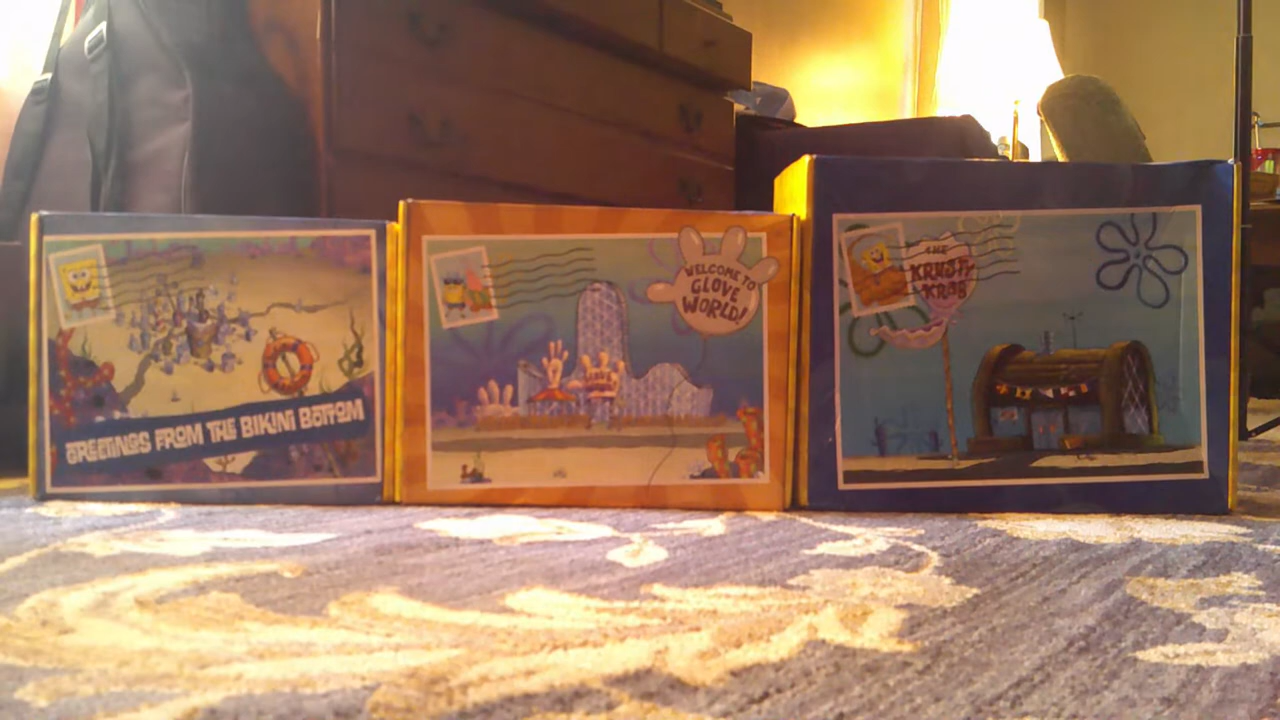 GREETINGS FROM THE BIKINI BOTTOM
WELCOME TO
GLOVE
WORLD!
THE
KRUSTY
KRAB